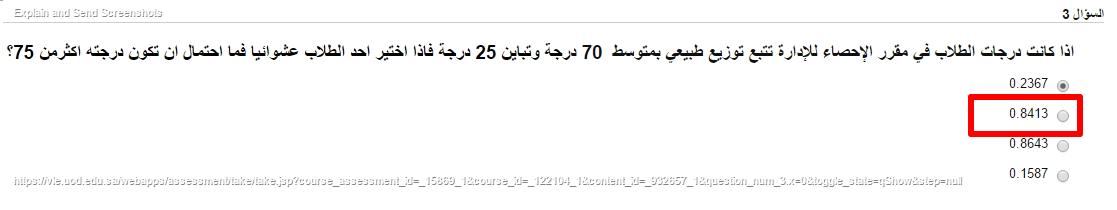 Explain and Send Screenshots
السؤال 3
اذا كانت درجات الطلاب في مقرر الإحصاء للإدارة تتبع توزيع طبيعي بمتوسط 70 درجة وتباين 25 درجة فاذا اختير احد الطلاب عشوائيا فما احتمال ان تكون درجته اكثرمن 75؟
0.2367
0.8413
0.8643
0.1587
https://vle.uod.edu.sa/webapps/assessment/take/take.jsp?course_assessment_id=_15869_1&course_id=_122104_1&content_id=_932657_1&question_num_3.x=0&toggle_state=qShow&step=null